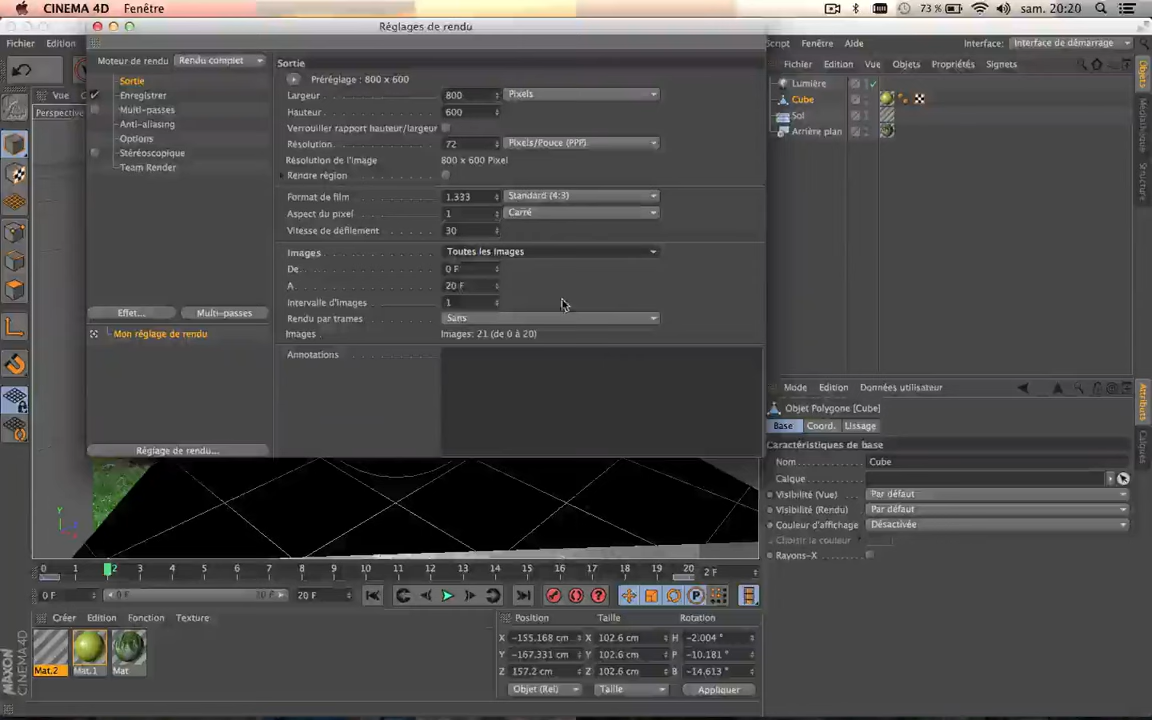 CINEMA 4D Fenêtre 73 % sam. 20:20
Réglages de rendu
Fichier Edition Script Fenêtre Aide Interface: Interface de démarrage
Moteur de rendu Rendu complet
Sortie
Enregistrer
Multi-passes
Anti-aliasing
Options
Stéréoscopique
Team Render
Effet... Multi-passes
Mon réglage de rendu
Réglage de rendu...
Sortie
Préréglage : 800 x 600
Largeur 800 Pixels
Hauteur 600
Verrouiller rapport hauteur/largeur
Résolution 72 Pixels/Pouce (PPP)
Résolution de l'image 800 x 600 Pixel
Rendre région
Format de film 1.333 Standard (4:3)
Aspect du pixel 1 Carré
Vitesse de défilement 30
Images Toutes les images
De 0 F
A 20 F
Intervalle d'images 1
Rendu par trames Sans
Images Images: 21 (de 0 à 20)
Annotations
Vue
Perspective
Fichier Edition Vue Objets Propriétés Signets
Lumière
Cube
Sol
Arrière plan
Objets
Structure
Mode Edition Données utilisateur
Objet Polygone [Cube]
Base Coord. Lissage
Caractéristiques de base
Nom Cube
Calque
Visibilité (Vue) Par défaut
Visibilité (Rendu) Par défaut
Couleur d'affichage Désactivée
Choisir la couleur
Rayons-X
Attributs
Calques
Y
0 1 2 3 4 5 6 7 8 9 10 11 12 13 14 15 16 17 18 19 20 2 F
0 F 0 F 20 F 20 F
Créer Edition Fonction Texture
Mat.2 Mat.1 Mat
Position Taille Rotation
X -155.168 cm X 102.6 cm H -2.004 °
Y -167.331 cm Y 102.6 cm P -10.181 °
Z 157.2 cm Z 102.6 cm B -14.613 °
Objet (Rel) Taille Appliquer
MAXON CINEMA 4D